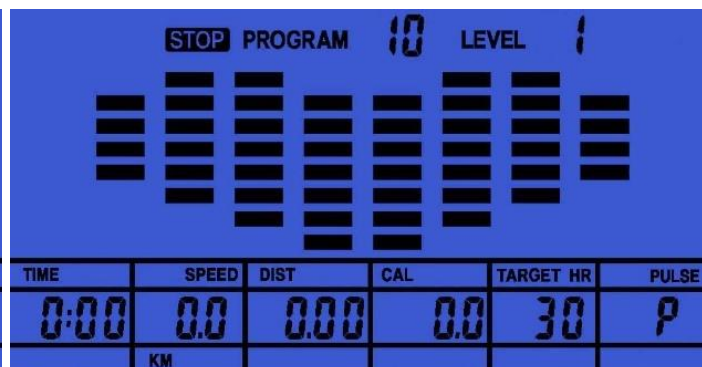 STOP PROGRAM 10 LEVEL 1
TIME SPEED DIST CAL TARGET HR PULSE
0:00 0.0 0.00 0.0 30 P
KM